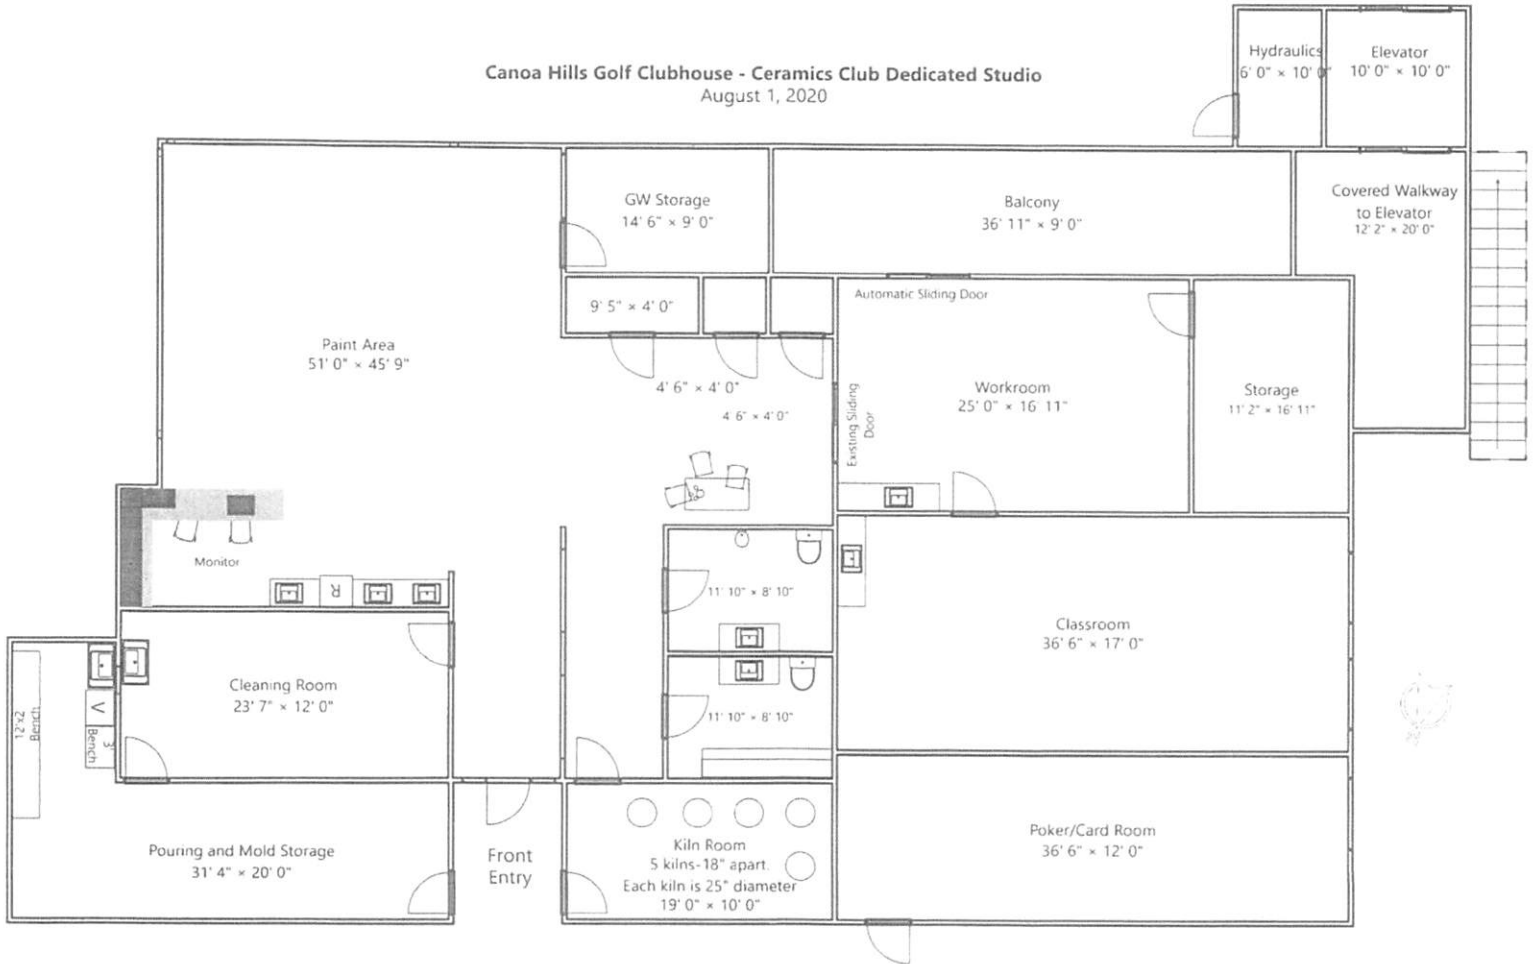 Canoa Hills Golf Clubhouse - Ceramics Club Dedicated Studio
August 1, 2020
Hydraulics
6' 0" × 10' 0"
Elevator
10' 0" × 10' 0"
GW Storage
14' 6" × 9' 0"
Balcony
36' 11" × 9' 0"
Covered Walkway
to Elevator
12' 2" × 20' 0"
9' 5" × 4' 0"
Automatic Sliding Door
Paint Area
51' 0" × 45' 9"
4' 6" × 4' 0"
4' 6" × 4' 0"
Existing Sliding
Door
Workroom
25' 0" × 16' 11"
Storage
11' 2" × 16' 11"
Monitor
R
11' 10" × 8' 10"
Classroom
36' 6" × 17' 0"
Cleaning Room
23' 7" × 12' 0"
12'x2
Bench
V
3'
Bench
11' 10" × 8' 10"
Pouring and Mold Storage
31' 4" × 20' 0"
Front
Entry
Kiln Room
5 kilns-18" apart.
Each kiln is 25" diameter
19' 0" × 10' 0"
Poker/Card Room
36' 6" × 12' 0"